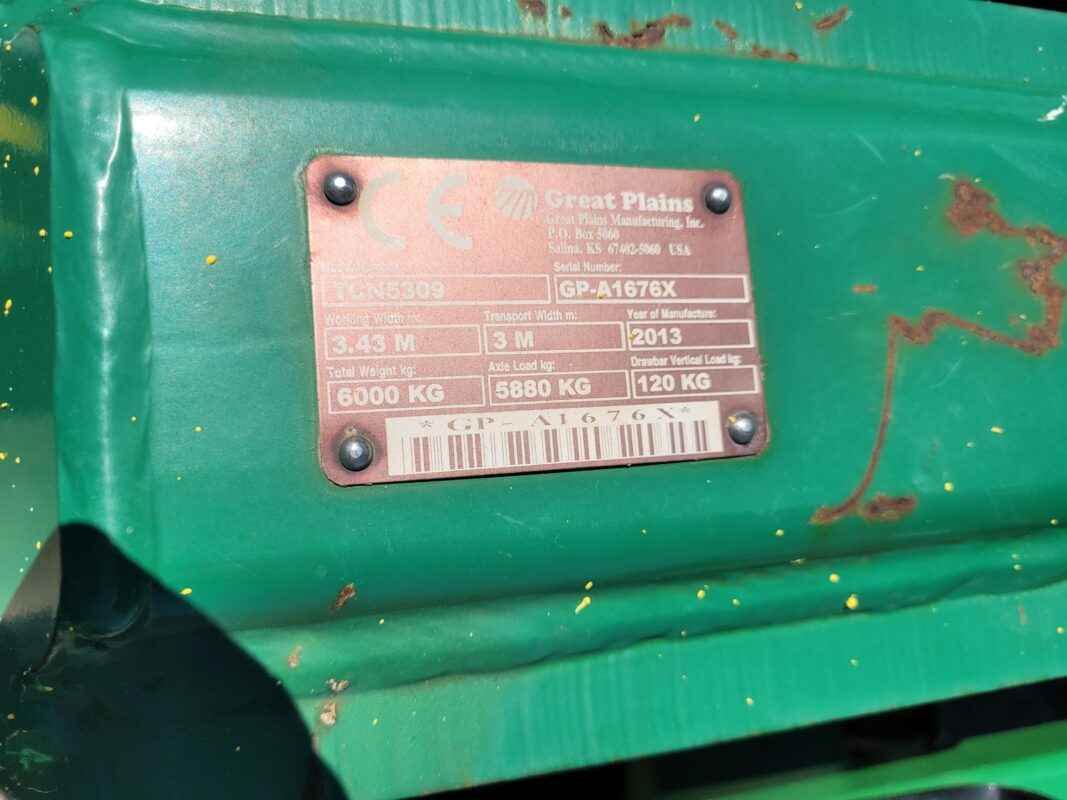 CE
Great Plains
Great Plains Manufacturing, Inc.
P.O. Box 5060
Salina, KS 67402-5060 USA
Serial Number:
TCN5309
GP-A1676X
Working Width m:
Transport Width m:
Year of Manufacture:
3.43 M
3 M
2013
Total Weight kg:
Axle Load kg:
Drawbar Vertical Load kg:
6000 KG
5880 KG
120 KG
*GP-A1676X*